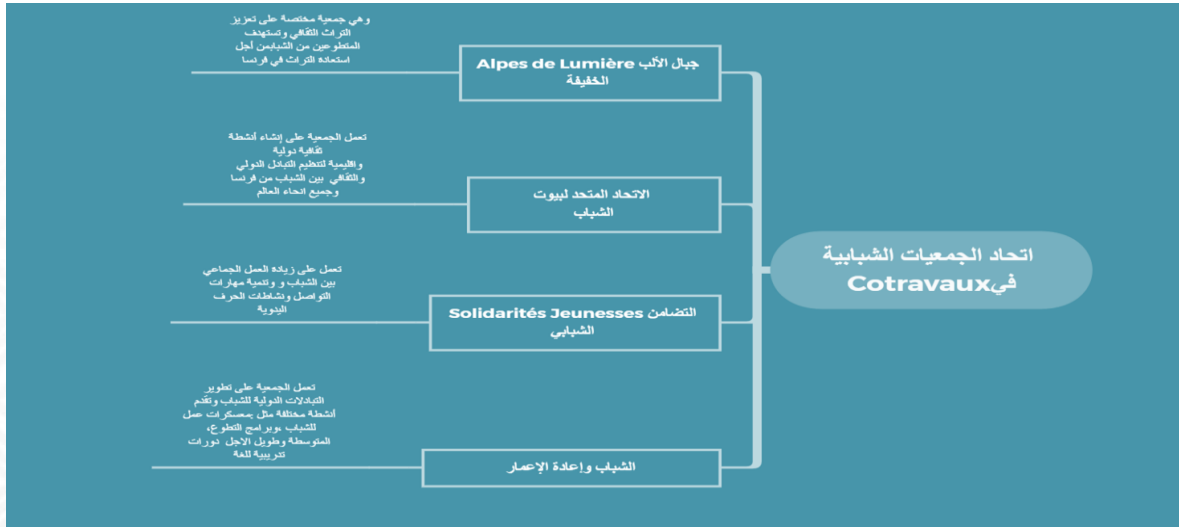 اتحاد الجمعيات الشبابية
فيCotravaux
جبال الألب Alpes de Lumière
الخفيفة
وهي جمعية مختصة على تعزيز
التراث الثقافي وتستهدف
المتطوعين من الشبابمن أجل
استعادة التراث في فرنسا
الاتحاد المتحد لبيوت
الشباب
تعمل الجمعية على إنشاء أنشطة
ثقافية دولية
واقليمية لتنظيم التبادل الدولي
والثقافي بين الشباب من فرنسا
وجميع انحاء العالم
التضامن Solidarités Jeunesses
الشبابي
تعمل على زيادة العمل الجماعي
بين الشباب و وتنمية مهارات
التواصل ونشاطات الحرف
اليدوية
الشباب وإعادة الإعمار
تعمل الجمعية على تطوير
التبادلات الدولية للشباب وتقدم
أنشطة مختلفة مثل ،معسكرات عمل
للشباب ،وبرامج التطوع،
المتوسطة وطويل الاجل دورات
تدريبية للغة